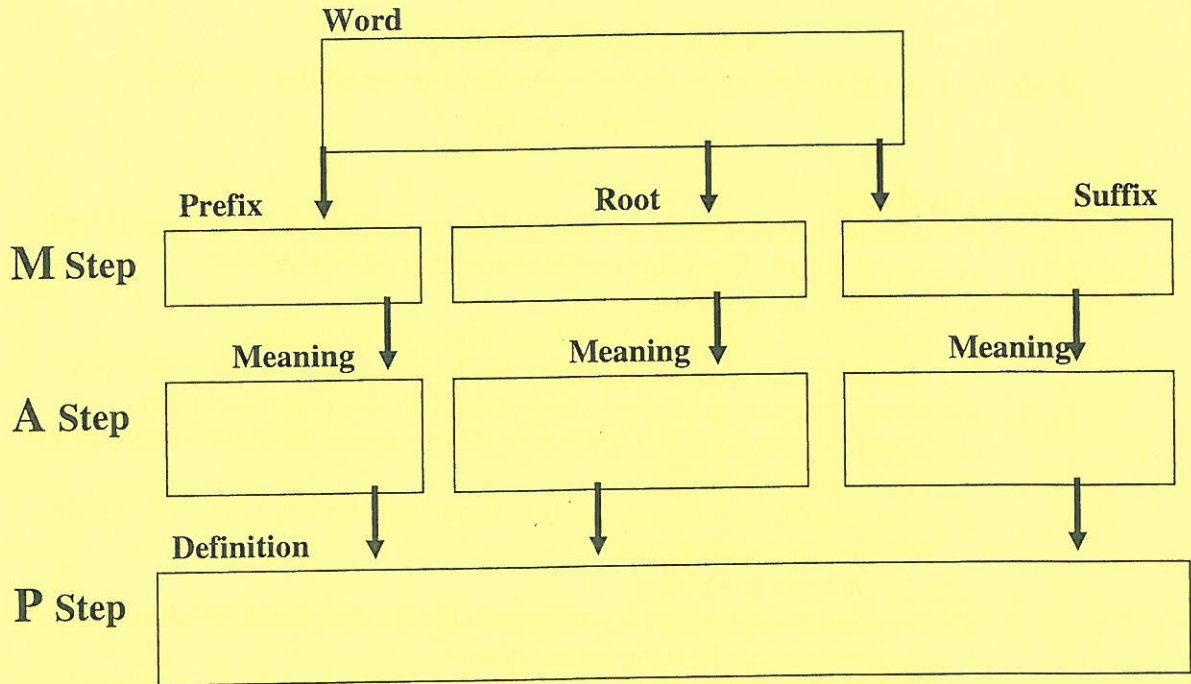 Word
Prefix Root Suffix
M Step
Meaning Meaning Meaning
A Step
Definition
P Step